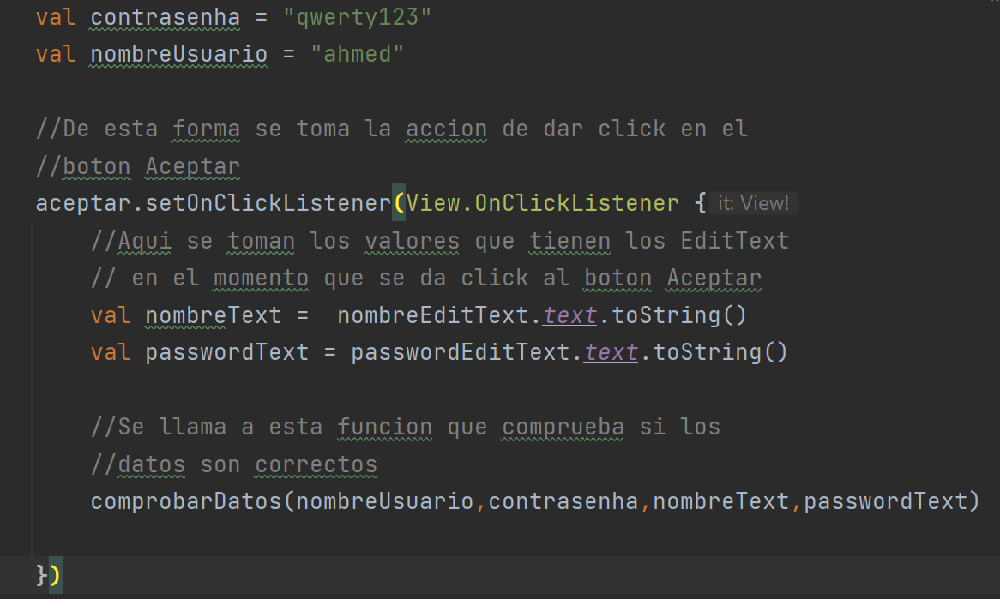 val contrasenha = "qwerty123"
val nombreUsuario = "ahmed"
//De esta forma se toma la accion de dar click en el
//boton Aceptar
aceptar.setOnClickListener(View.OnClickListener { it: View!
//Aqui se toman los valores que tienen los EditText
// en el momento que se da click al boton Aceptar
val nombreText =  nombreEditText.text.toString()
val passwordText = passwordEditText.text.toString()
//Se llama a esta funcion que comprueba si los
//datos son correctos
comprobarDatos(nombreUsuario,contrasenha,nombreText,passwordText)
})